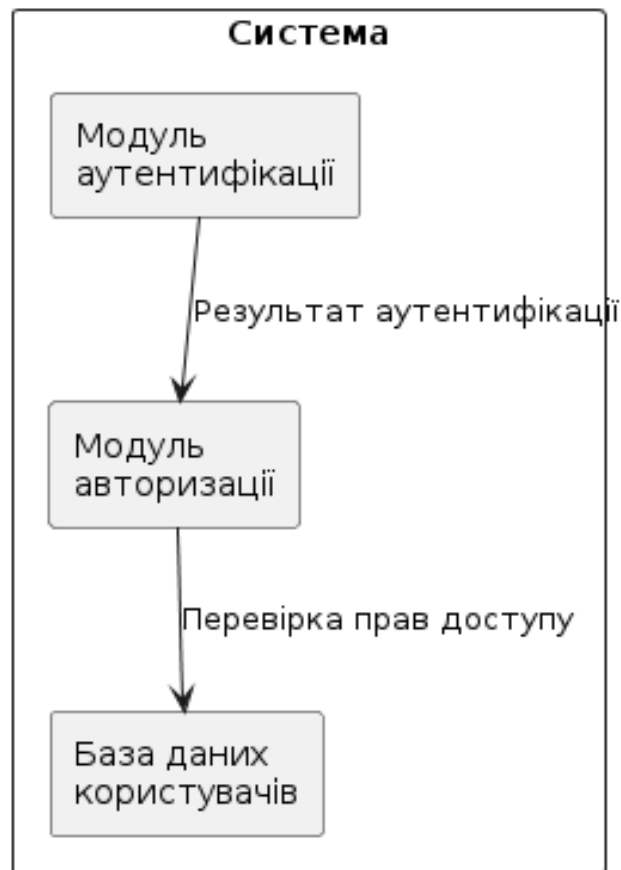 Система
Модуль
аутентифікації
Результат аутентифікації
Модуль
авторизації
Перевірка прав доступу
База даних
користувачів